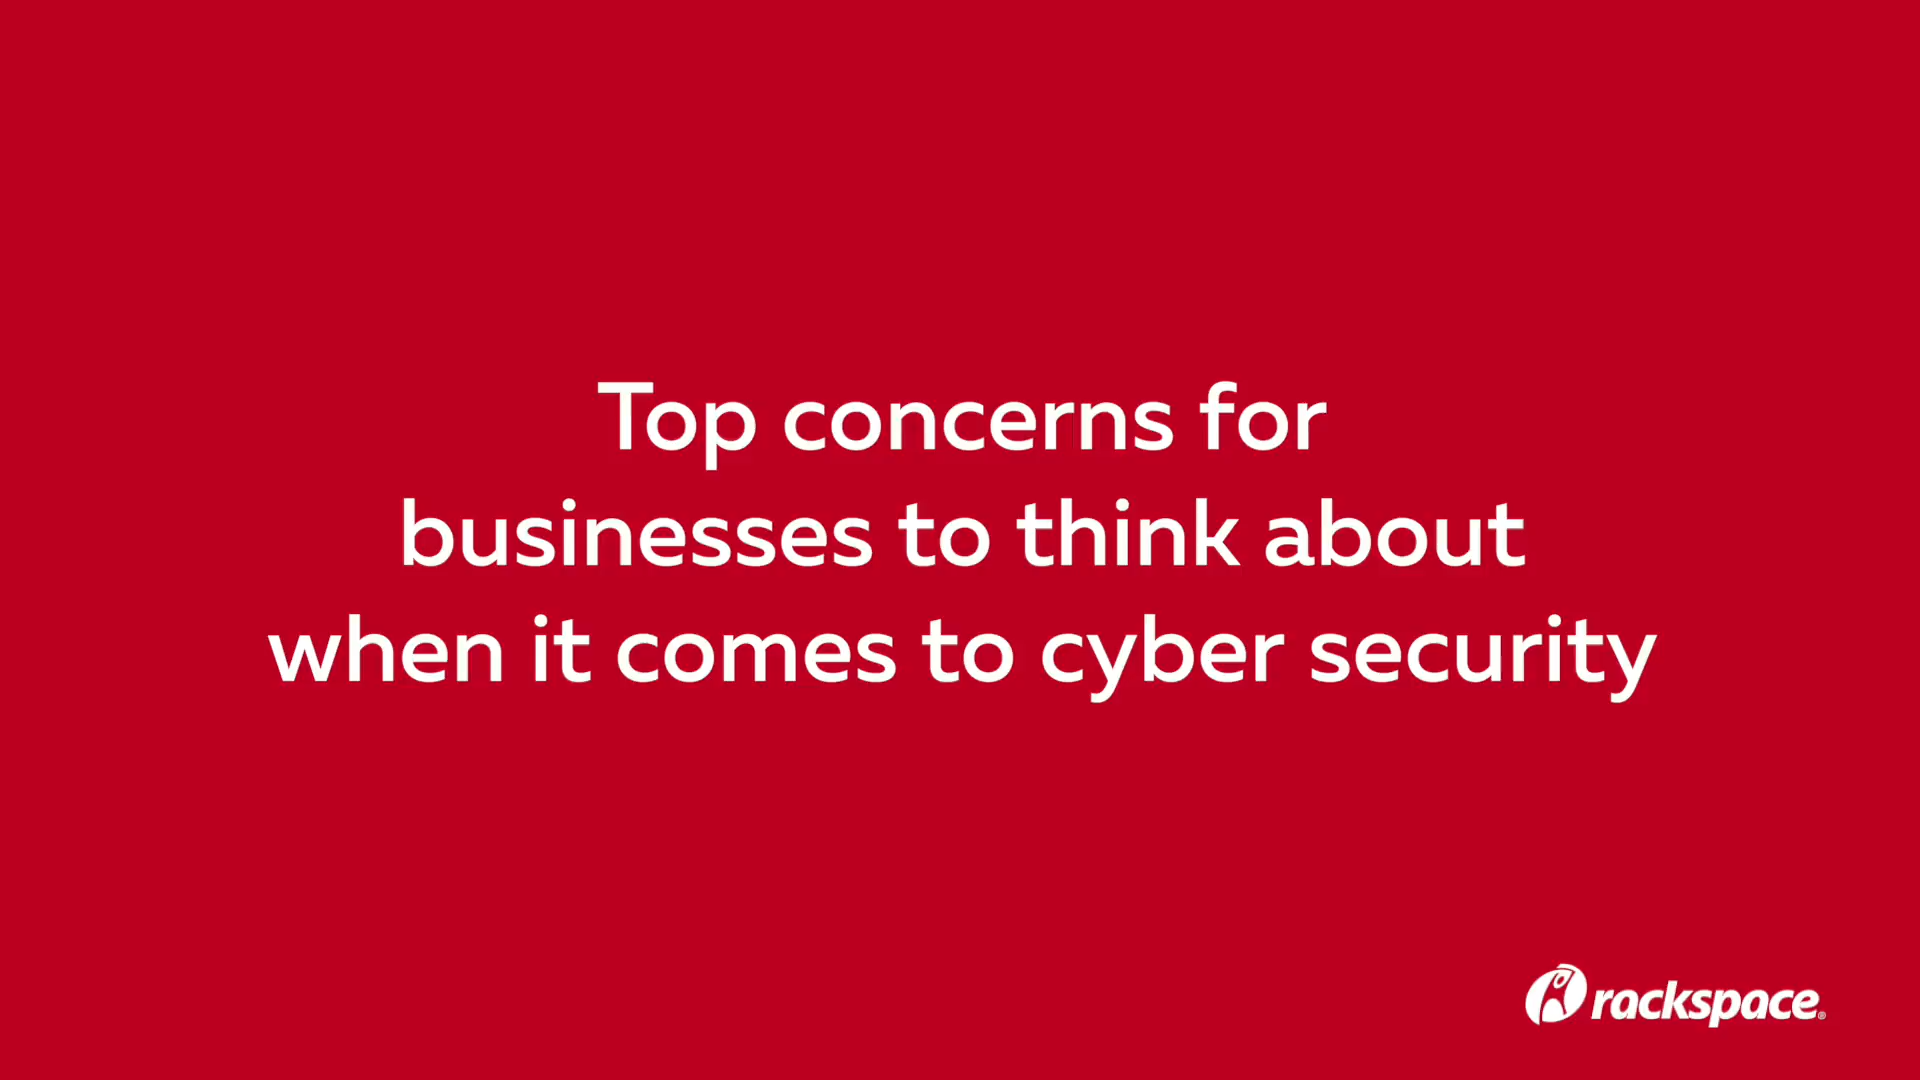 Top concerns for
businesses to think about
when it comes to cyber security
rackspace®